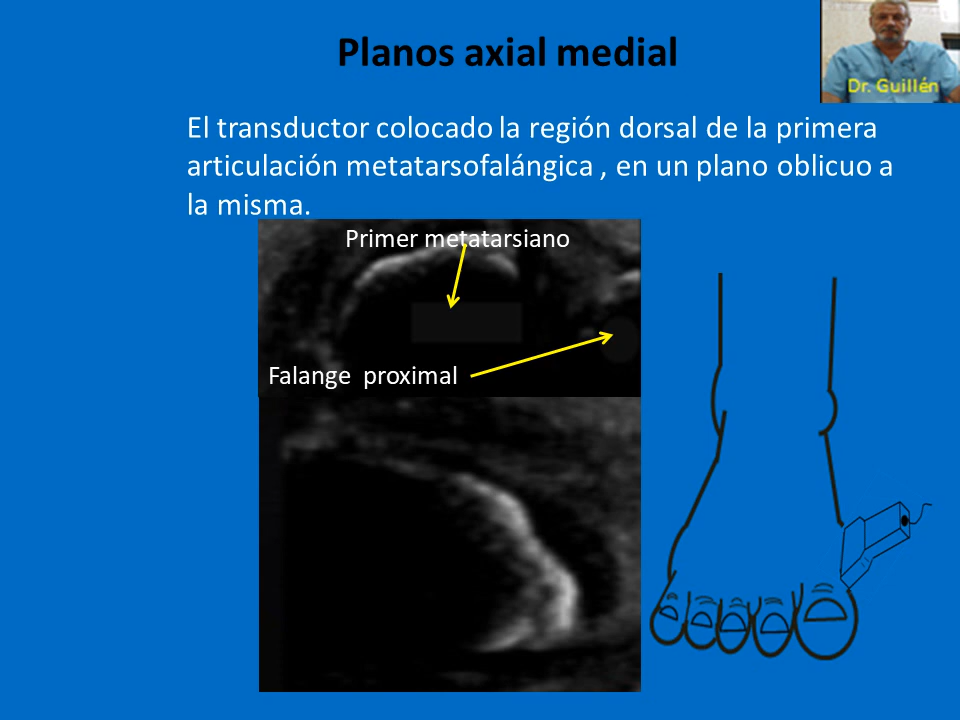 Planos axial medial
Dr. Guillén
El transductor colocado la región dorsal de la primera
articulación metatarsofalángica , en un plano oblicuo a
la misma.
Primer metatarsiano
Falange proximal